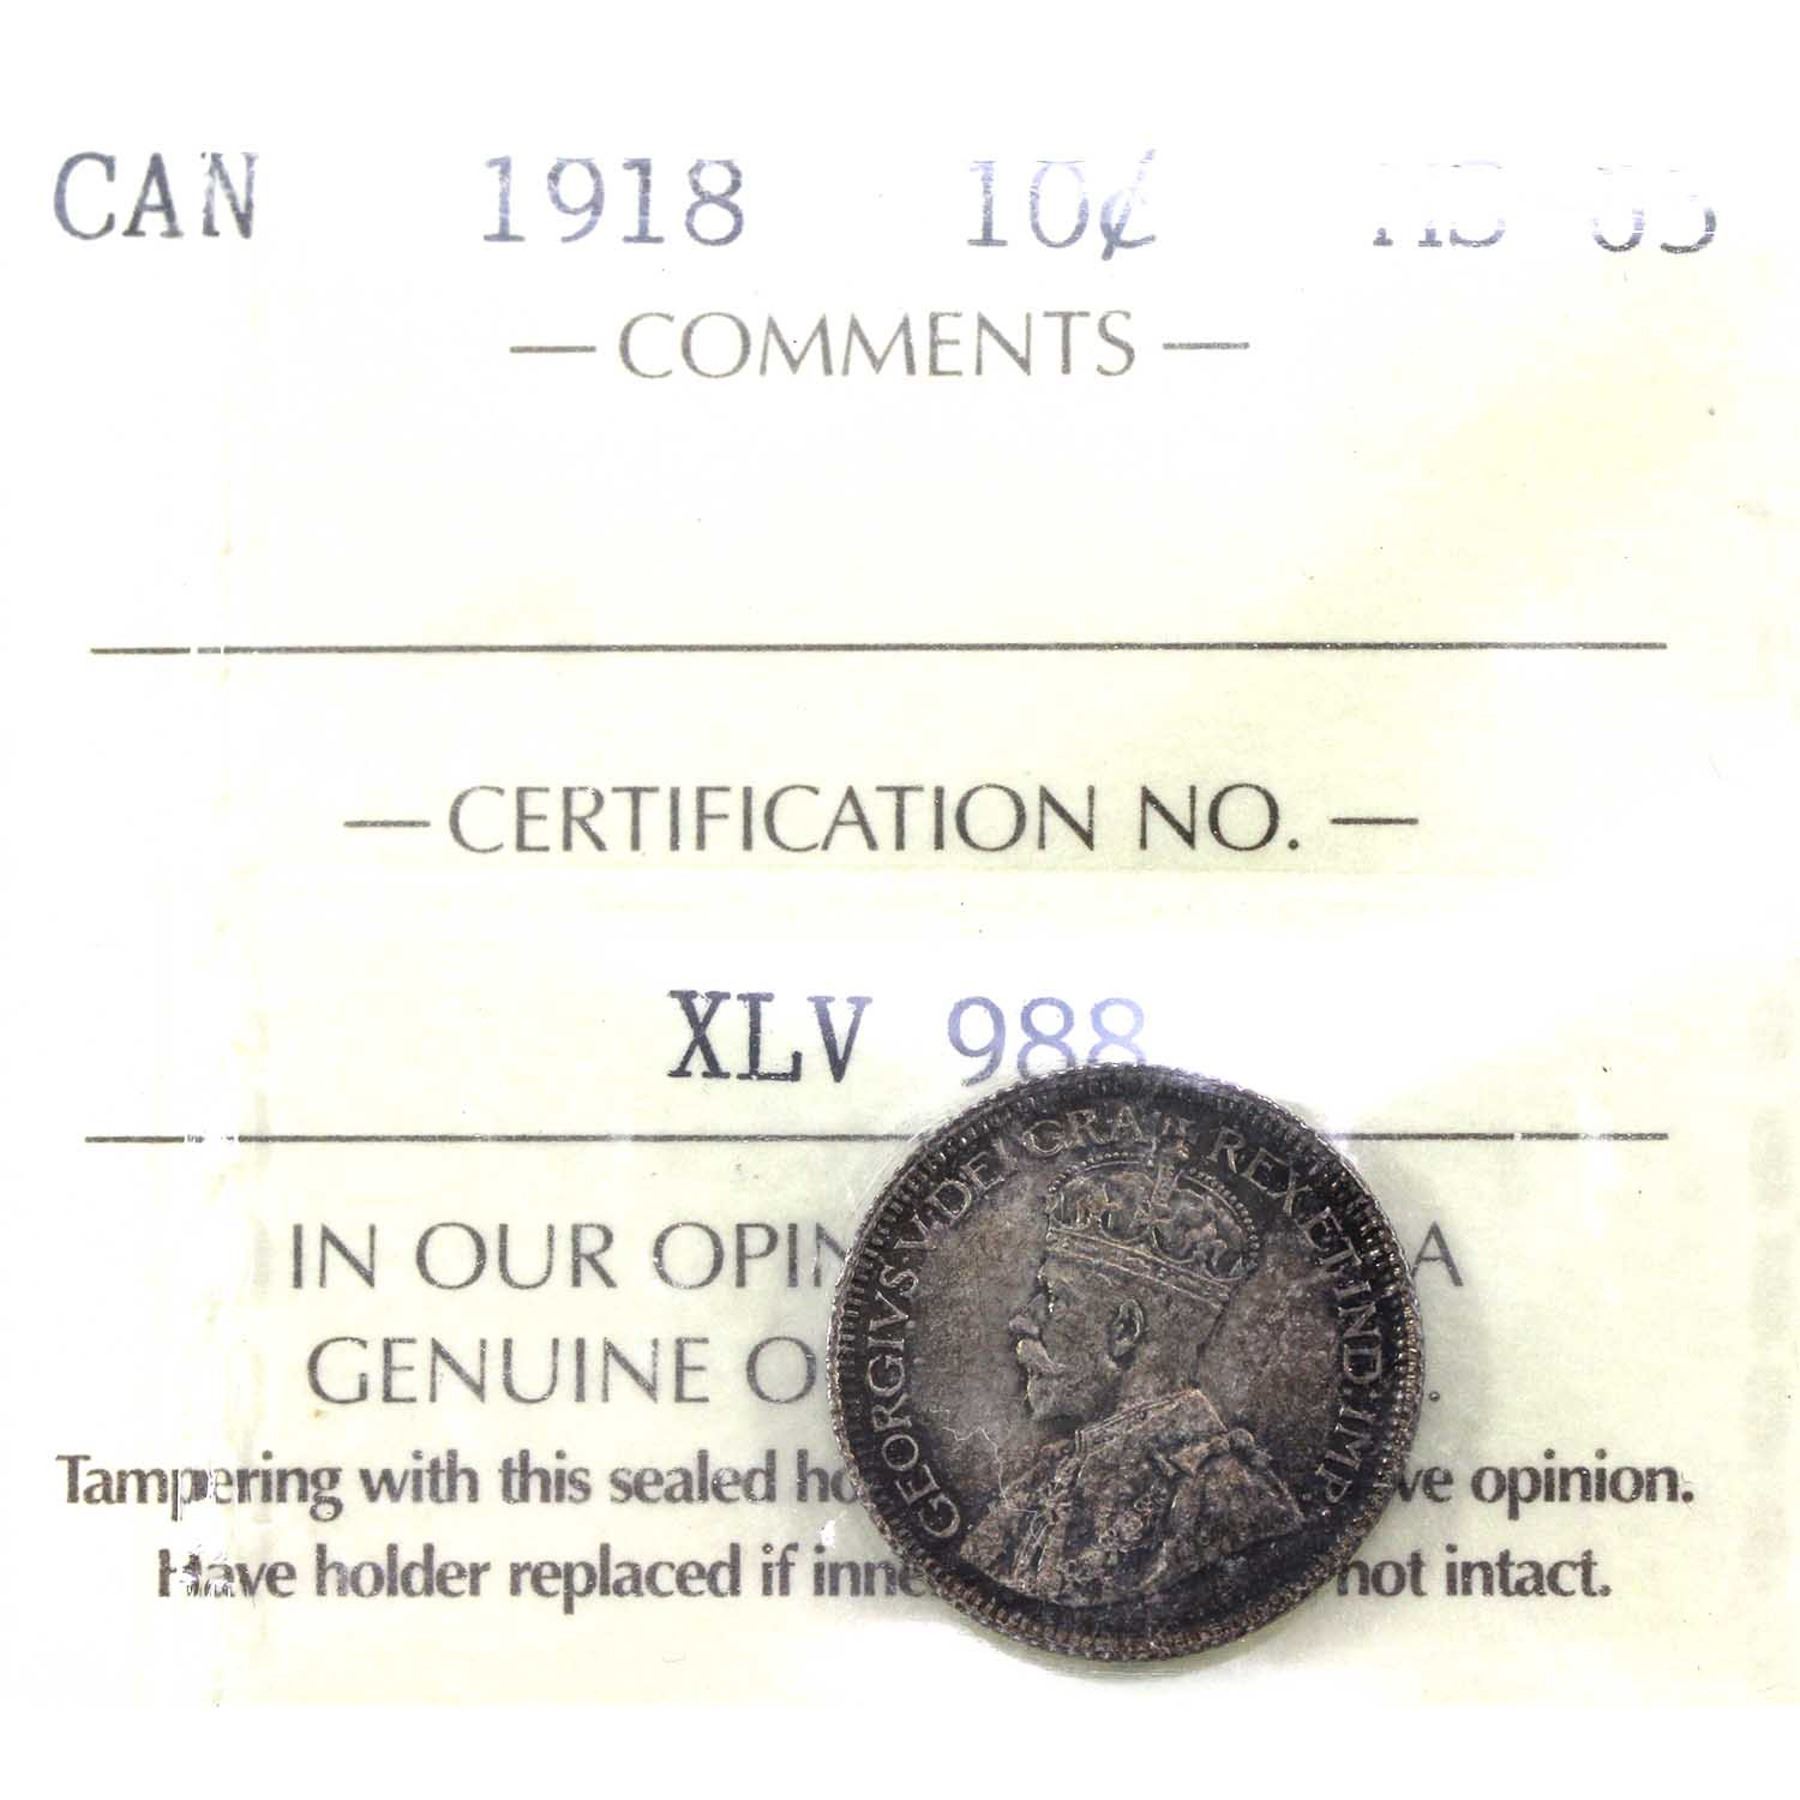 CAN 1918 10¢
— COMMENTS —
— CERTIFICATION NO. —
XLV 988
IN OUR OPIN A
GENUINE O .
Tampering with this sealed ho ve opinion.
Have holder replaced if inne not intact.
GEORGIVS V DEI GRA: REX ET IND: IMP: